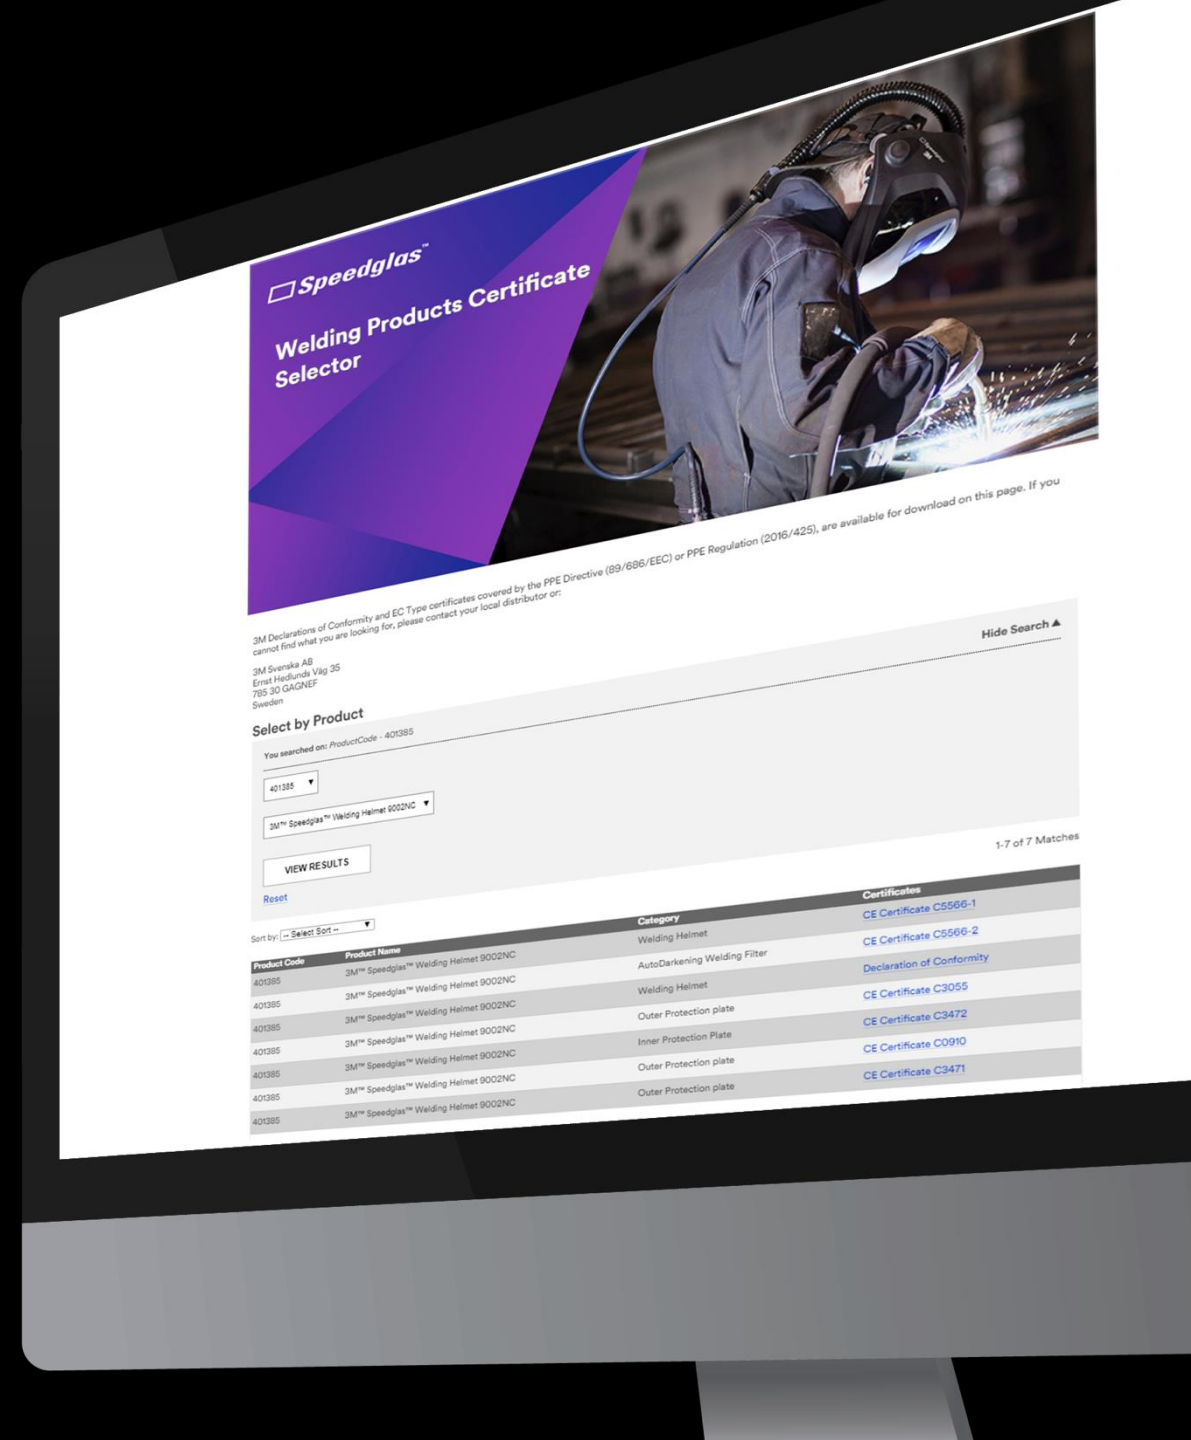 Speedglas™
Welding Products Certificate
Selector
3M Declarations of Conformity and EC Type certificates covered by the PPE Directive (89/686/EEC) or PPE Regulation (2016/425), are available for download on this page. If you
cannot find what you are looking for, please contact your local distributor or:
3M Svenska AB
Ernst Hedlunds Väg 35
785 30 GAGNEF
Sweden
Select by Product
Hide Search ▲
You searched on: ProductCode - 401385
401385 ▼
3M™ Speedglas™ Welding Helmet 9002NC ▼
VIEW RESULTS
Reset
1-7 of 7 Matches
Sort by: -- Select Sort -- ▼
Product Code Product Name Category Certificates
401385 3M™ Speedglas™ Welding Helmet 9002NC Welding Helmet CE Certificate C5566-1
401385 3M™ Speedglas™ Welding Helmet 9002NC AutoDarkening Welding Filter CE Certificate C5566-2
401385 3M™ Speedglas™ Welding Helmet 9002NC Welding Helmet Declaration of Conformity
401385 3M™ Speedglas™ Welding Helmet 9002NC Outer Protection plate CE Certificate C3055
401385 3M™ Speedglas™ Welding Helmet 9002NC Inner Protection Plate CE Certificate C3472
401385 3M™ Speedglas™ Welding Helmet 9002NC Outer Protection plate CE Certificate C0910
401385 3M™ Speedglas™ Welding Helmet 9002NC Outer Protection plate CE Certificate C3471